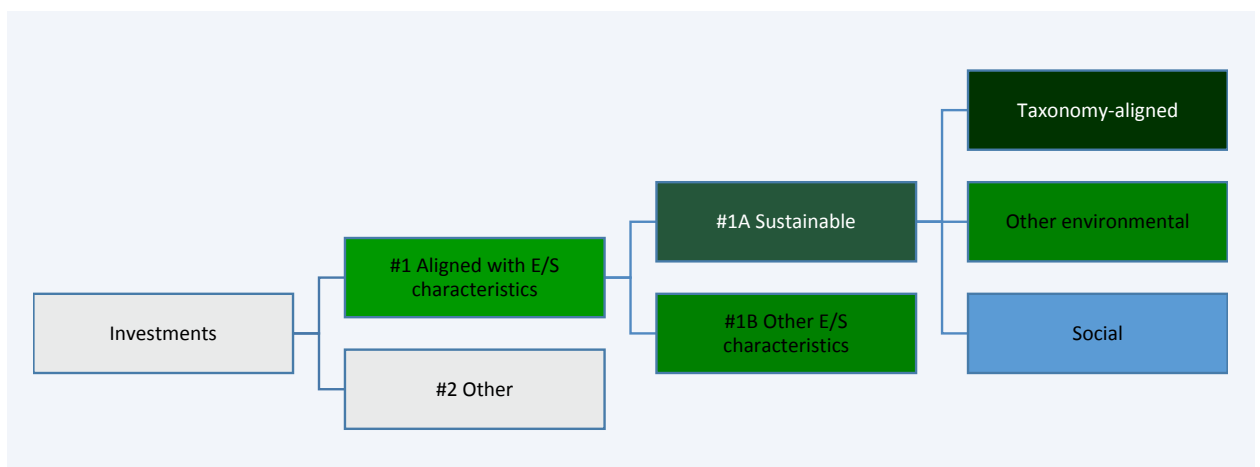 Investments
#1 Aligned with E/S
characteristics
#2 Other
#1A Sustainable
#1B Other E/S
characteristics
Taxonomy-aligned
Other environmental
Social